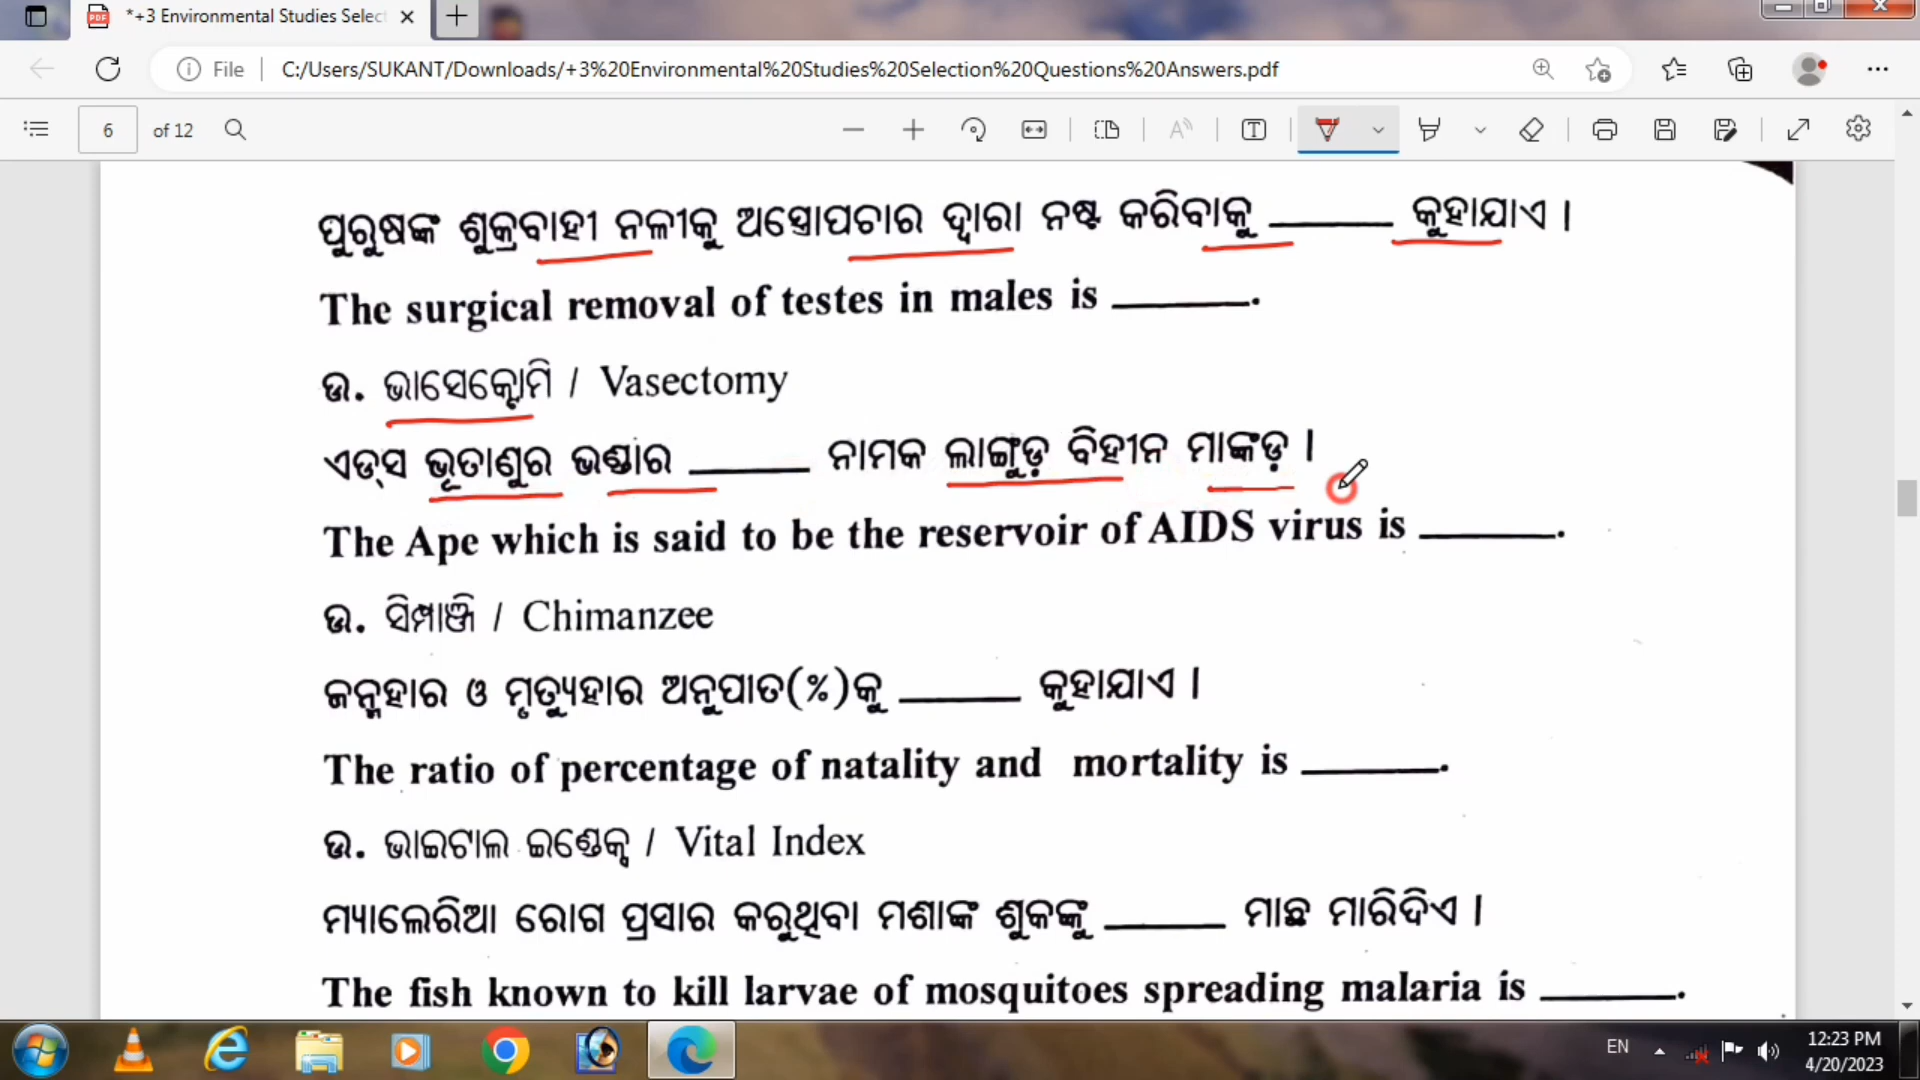 *+3 Environmental Studies Select
File C:/Users/SUKANT/Downloads/+3%20Environmental%20Studies%20Selection%20Questions%20Answers.pdf
6 of 12
ପୁରୁଷଙ୍କ ଶୁକ୍ରବାହୀ ନଳୀକୁ ଅସ୍ତ୍ରୋପଚାର ଦ୍ୱାରା ନଷ୍ଟ କରିବାକୁ ______ କୁହାଯାଏ ।
The surgical removal of testes in males is ______.
ଉ. ଭାସେକ୍ଟୋମି / Vasectomy
ଏଡ୍‌ସ ଭୂତାଣୁର ଭଣ୍ଡାର ______ ନାମକ ଲାଙ୍ଗୁଡ଼ ବିହୀନ ମାଙ୍କଡ଼ ।
The Ape which is said to be the reservoir of AIDS virus is ______.
ଉ. ସିମ୍ପାଞ୍ଜି / Chimanzee
ଜନ୍ମହାର ଓ ମୃତ୍ୟୁହାର ଅନୁପାତ(%)କୁ ______ କୁହାଯାଏ ।
The ratio of percentage of natality and mortality is ______.
ଉ. ଭାଇଟାଲ ଇଣ୍ଡେକ୍ସ / Vital Index
ମ୍ୟାଲେରିଆ ରୋଗ ପ୍ରସାର କରୁଥିବା ମଶାଙ୍କ ଶୁକଙ୍କୁ ______ ମାଛ ମାରିଦିଏ ।
The fish known to kill larvae of mosquitoes spreading malaria is ______.
EN 12:23 PM
4/20/2023